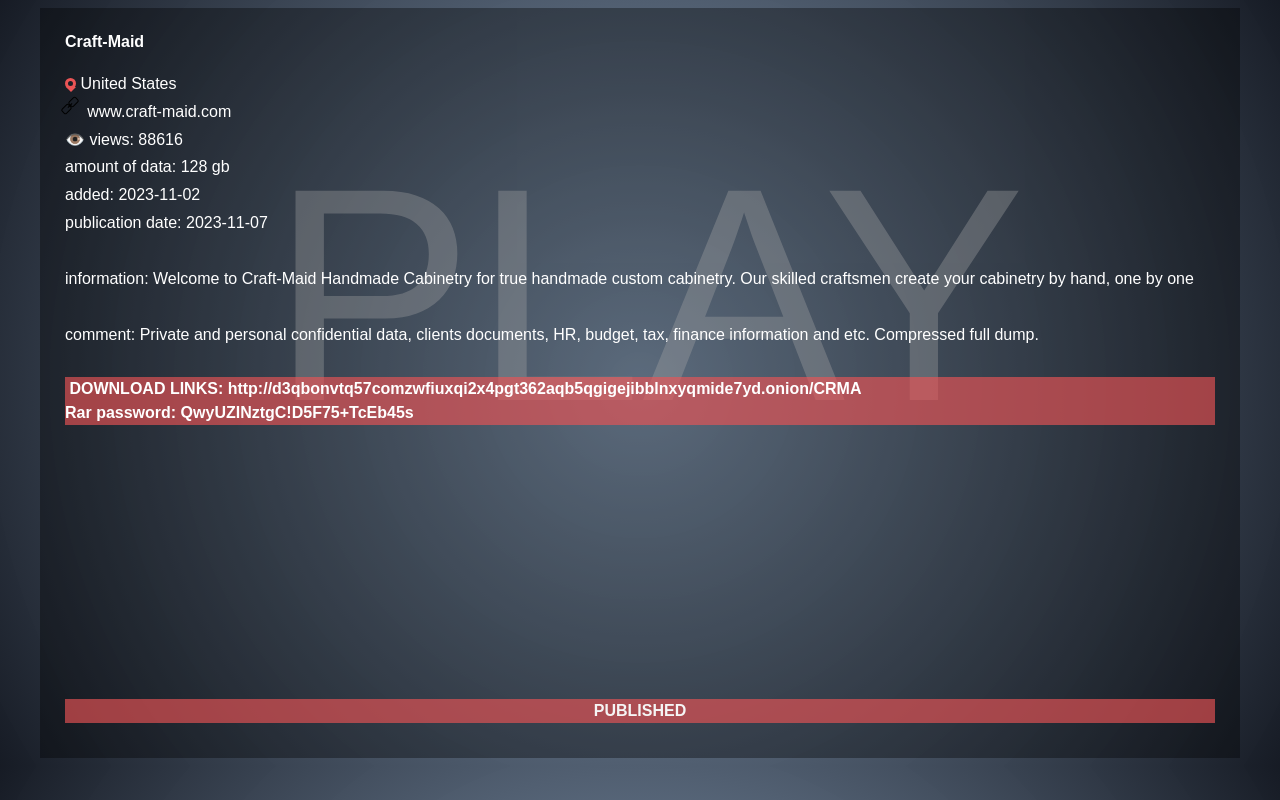 PLAY
Craft-Maid
United States
www.craft-maid.com
views: 88616
amount of data: 128 gb
added: 2023-11-02
publication date: 2023-11-07
information: Welcome to Craft-Maid Handmade Cabinetry for true handmade custom cabinetry. Our skilled craftsmen create your cabinetry by hand, one by one
comment: Private and personal confidential data, clients documents, HR, budget, tax, finance information and etc. Compressed full dump.
DOWNLOAD LINKS: http://d3qbonvtq57comzwfiuxqi2x4pgt362aqb5qgigejibblnxyqmide7yd.onion/CRMA
Rar password:
PUBLISHED